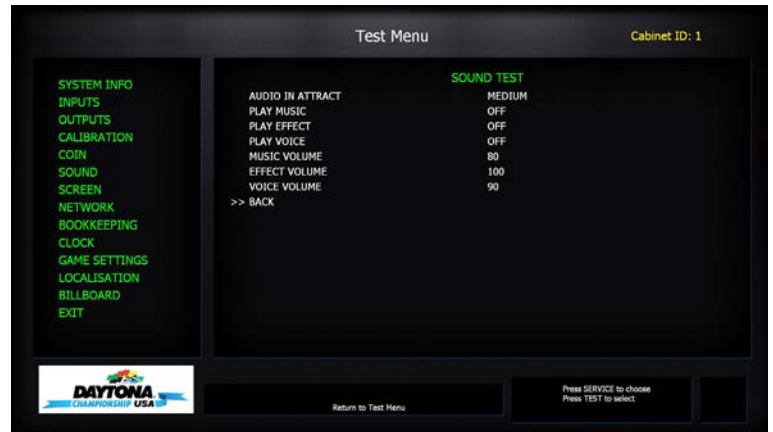 Test Menu
Cabinet ID: 1
SYSTEM INFO
INPUTS
OUTPUTS
CALIBRATION
COIN
SOUND
SCREEN
NETWORK
BOOKKEEPING
CLOCK
GAME SETTINGS
LOCALISATION
BILLBOARD
EXIT
SOUND TEST
AUDIO IN ATTRACT MEDIUM
PLAY MUSIC OFF
PLAY EFFECT OFF
PLAY VOICE OFF
MUSIC VOLUME 80
EFFECT VOLUME 100
VOICE VOLUME 90
>> BACK
DAYTONA
CHAMPIONSHIP USA
Return to Test Menu
Press SERVICE to choose
Press TEST to select